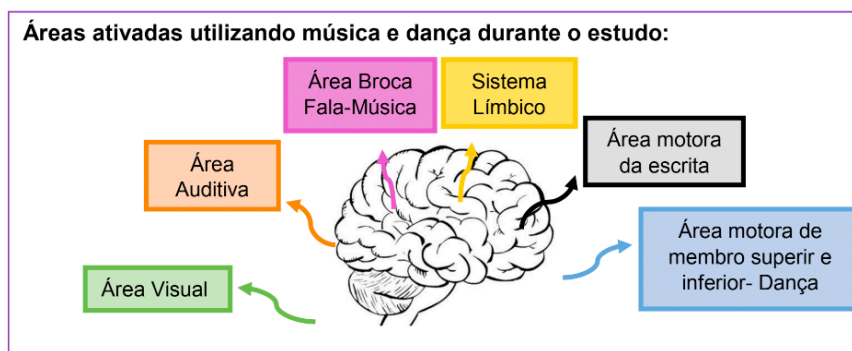 Áreas ativadas utilizando música e dança durante o estudo:
Área Broca
Fala-Música
Sistema
Límbico
Área motora
da escrita
Área
Auditiva
Área motora de
membro superir e
inferior- Dança
Área Visual